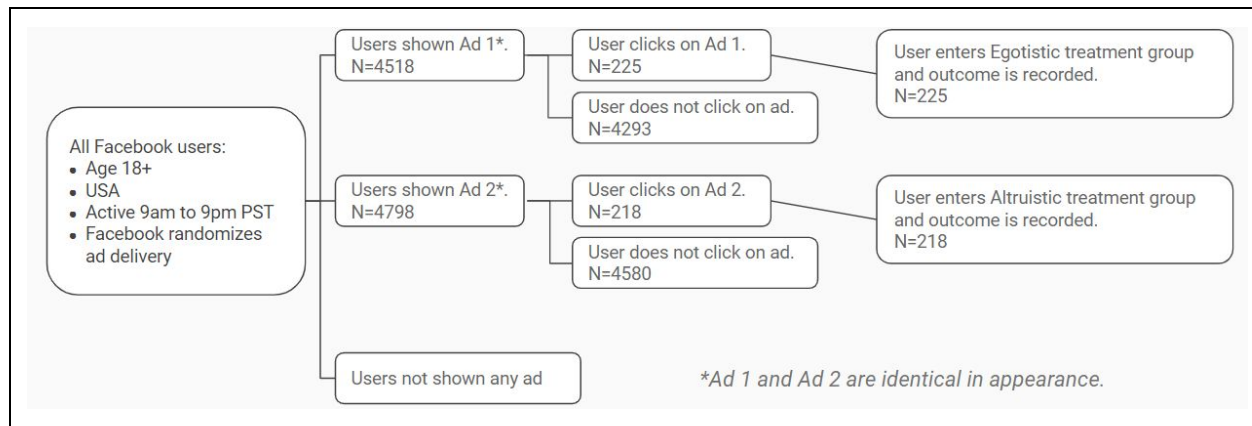 All Facebook users:
• Age 18+
• USA
• Active 9am to 9pm PST
• Facebook randomizes
ad delivery
Users shown Ad 1*.
N=4518
User clicks on Ad 1.
N=225
User enters Egotistic treatment group
and outcome is recorded.
N=225
User does not click on ad.
N=4293
Users shown Ad 2*.
N=4798
User clicks on Ad 2.
N=218
User enters Altruistic treatment group
and outcome is recorded.
N=218
User does not click on ad.
N=4580
Users not shown any ad
*Ad 1 and Ad 2 are identical in appearance.